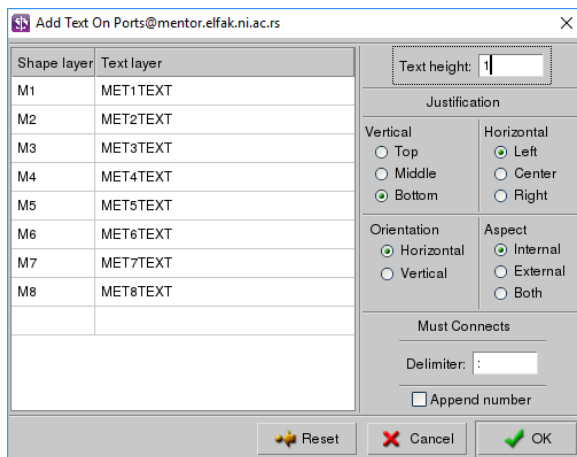 Add Text On Ports@mentor.elfak.ni.ac.rs
Shape layer Text layer
M1 MET1TEXT
M2 MET2TEXT
M3 MET3TEXT
M4 MET4TEXT
M5 MET5TEXT
M6 MET6TEXT
M7 MET7TEXT
M8 MET8TEXT
Text height: 1
Justification
Vertical
Top
Middle
Bottom
Horizontal
Left
Center
Right
Orientation
Horizontal
Vertical
Aspect
Internal
External
Both
Must Connects
Delimiter: :
Append number
Reset Cancel OK